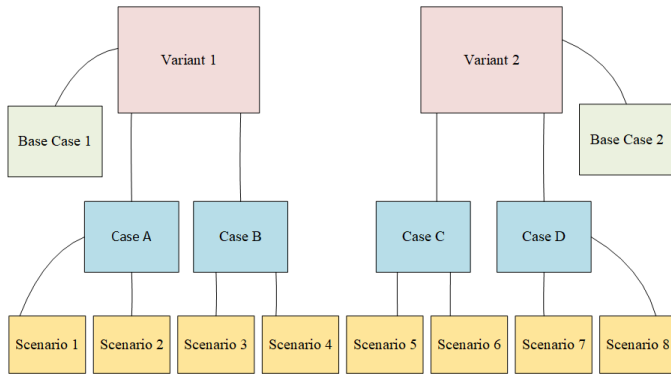 Variant 1
Variant 2
Base Case 1
Base Case 2
Case A
Case B
Case C
Case D
Scenario 1
Scenario 2
Scenario 3
Scenario 4
Scenario 5
Scenario 6
Scenario 7
Scenario 8